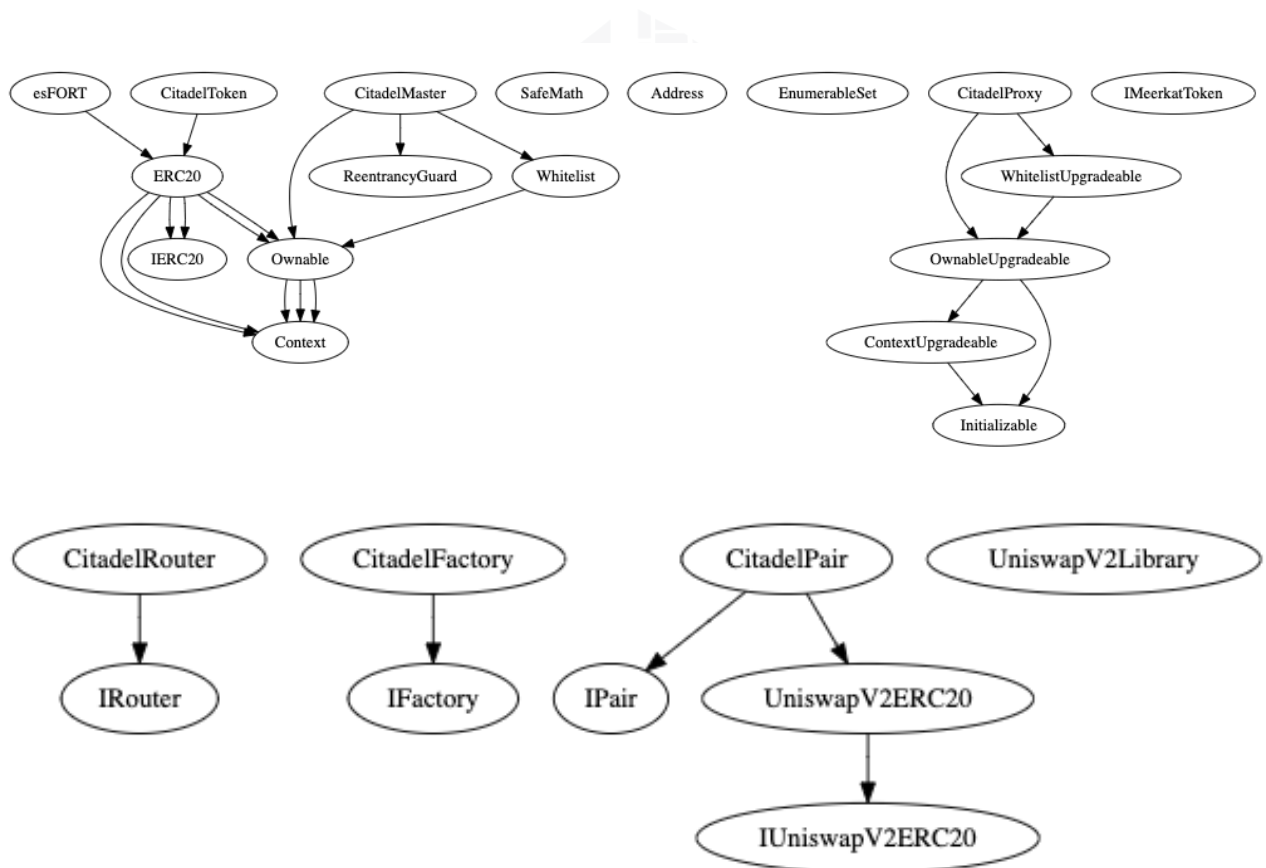 esFORT
CitadelToken
CitadelMaster
SafeMath
Address
EnumerableSet
CitadelProxy
IMeerkatToken
ERC20
ReentrancyGuard
Whitelist
WhitelistUpgradeable
IERC20
Ownable
OwnableUpgradeable
Context
ContextUpgradeable
Initializable
CitadelRouter
CitadelFactory
CitadelPair
UniswapV2Library
IRouter
IFactory
IPair
UniswapV2ERC20
IUniswapV2ERC20